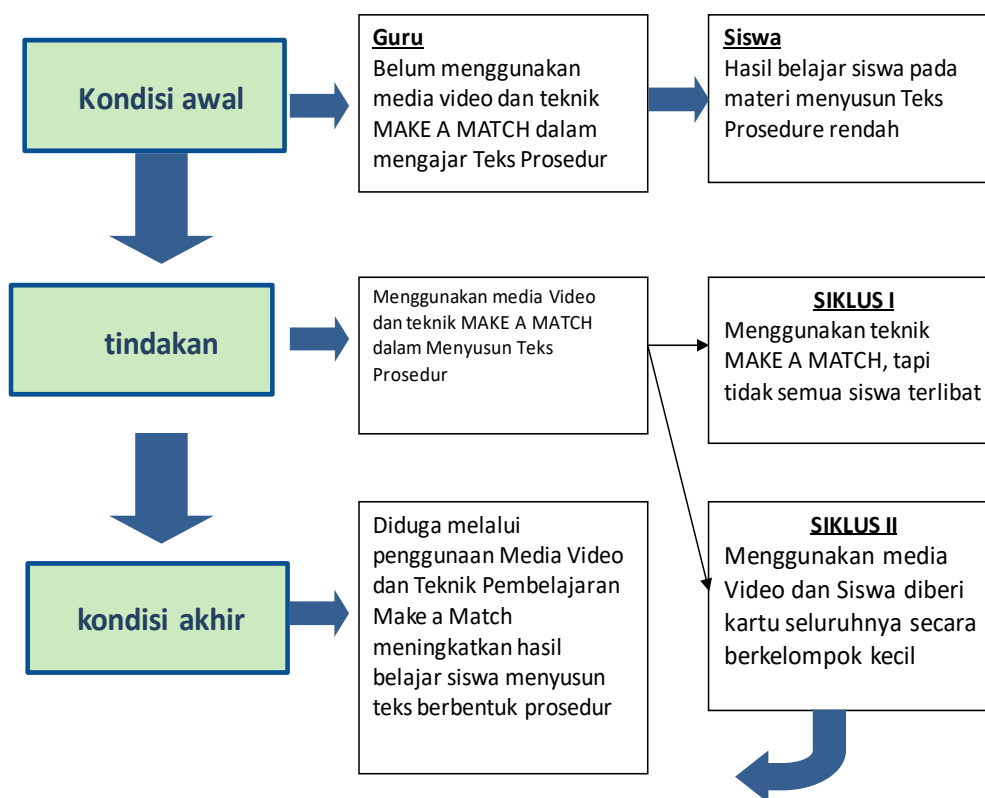 Kondisi awal
Guru
Belum menggunakan
media video dan teknik
MAKE A MATCH dalam
mengajar Teks Prosedur
Siswa
Hasil belajar siswa pada
materi menyusun Teks
Prosedure rendah
tindakan
Menggunakan media Video
dan teknik MAKE A MATCH
dalam Menyusun Teks
Prosedur
SIKLUS I
Menggunakan teknik
MAKE A MATCH, tapi
tidak semua siswa terlibat
kondisi akhir
Diduga melalui
penggunaan Media Video
dan Teknik Pembelajaran
Make a Match
meningkatkan hasil
belajar siswa menyusun
teks berbentuk prosedur
SIKLUS II
Menggunakan media
Video dan Siswa diberi
kartu seluruhnya secara
berkelompok kecil